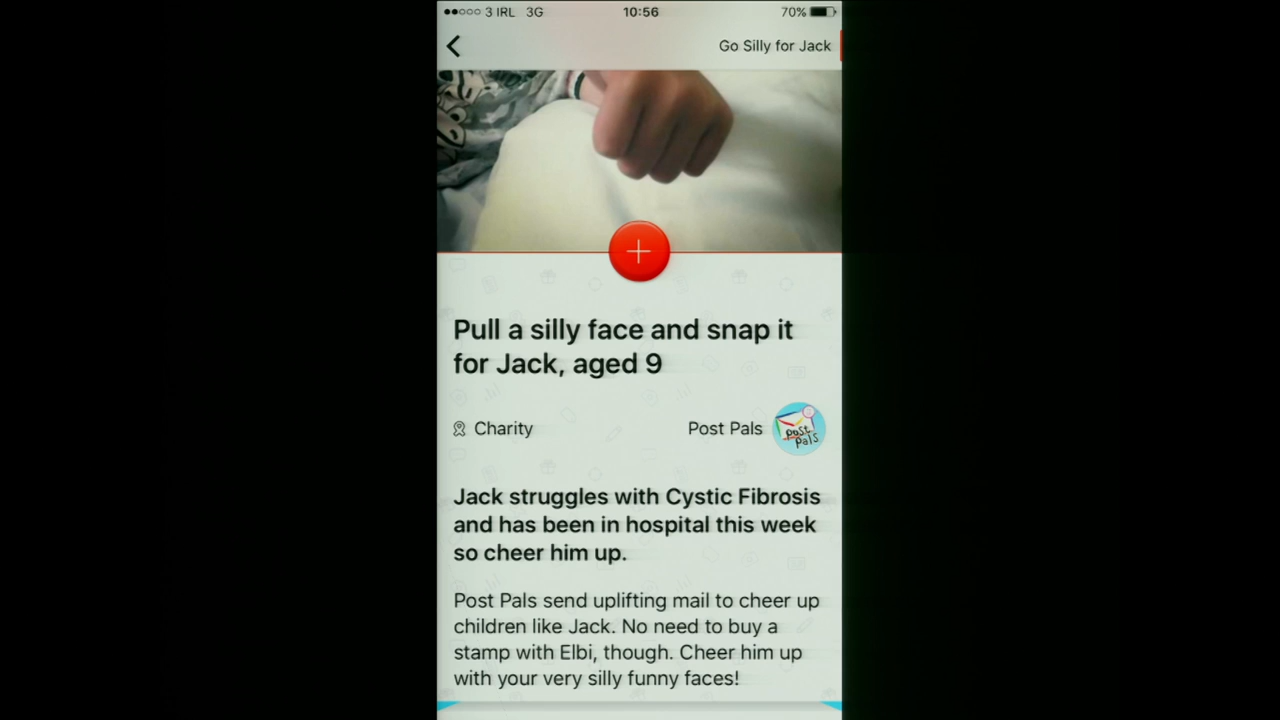 3 IRL 3G 10:56 70%
Go Silly for Jack
Pull a silly face and snap it
for Jack, aged 9
Charity Post Pals
post
pals
Jack struggles with Cystic Fibrosis
and has been in hospital this week
so cheer him up.
Post Pals send uplifting mail to cheer up
children like Jack. No need to buy a
stamp with Elbi, though. Cheer him up
with your very silly funny faces!